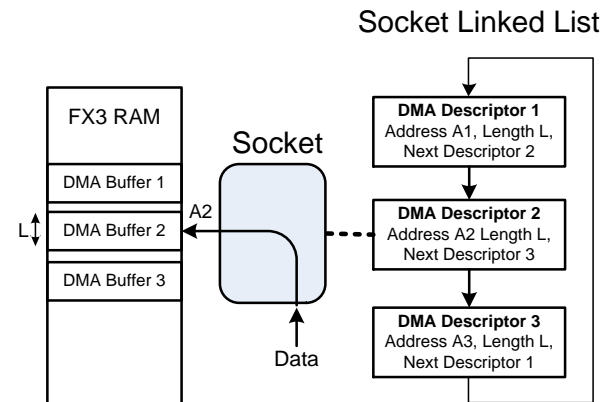 Socket Linked List
FX3 RAM
DMA Buffer 1
DMA Buffer 2
DMA Buffer 3
L
A2
Socket
Data
DMA Descriptor 1
Address A1, Length L,
Next Descriptor 2
DMA Descriptor 2
Address A2 Length L,
Next Descriptor 3
DMA Descriptor 3
Address A3, Length L,
Next Descriptor 1